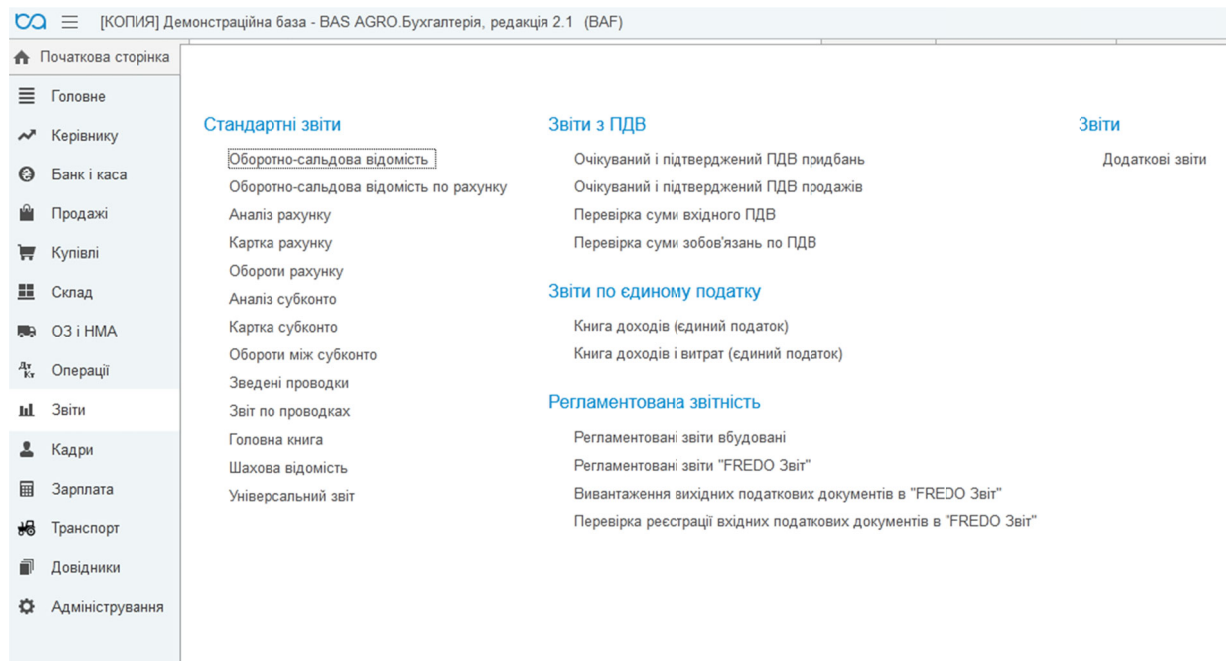 [КОПИЯ] Демонстраційна база - BAS AGRO.Бухгалтерія, редакція 2.1 (BAF)
Початкова сторінка
Головне
Керівнику
Банк і каса
Продажі
Купівлі
Склад
ОЗ і НМА
Дт Кт Операції
Звіти
Кадри
Зарплата
Транспорт
Довідники
Адміністрування
Стандартні звіти
Оборотно-сальдова відомість
Оборотно-сальдова відомість по рахунку
Аналіз рахунку
Картка рахунку
Обороти рахунку
Аналіз субконто
Картка субконто
Обороти між субконто
Зведені проводки
Звіт по проводках
Головна книга
Шахова відомість
Універсальний звіт
Звіти з ПДВ
Очікуваний і підтверджений ПДВ придбань
Очікуваний і підтверджений ПДВ продажів
Перевірка суми вхідного ПДВ
Перевірка суми зобов'язань по ПДВ
Звіти по єдиному податку
Книга доходів (єдиний податок)
Книга доходів і витрат (єдиний податок)
Регламентована звітність
Регламентовані звіти вбудовані
Регламентовані звіти "FREDO Звіт"
Вивантаження вихідних податкових документів в "FREDO Звіт"
Перевірка реєстрації вхідних податкових документів в "FREDO Звіт"
Звіти
Додаткові звіти